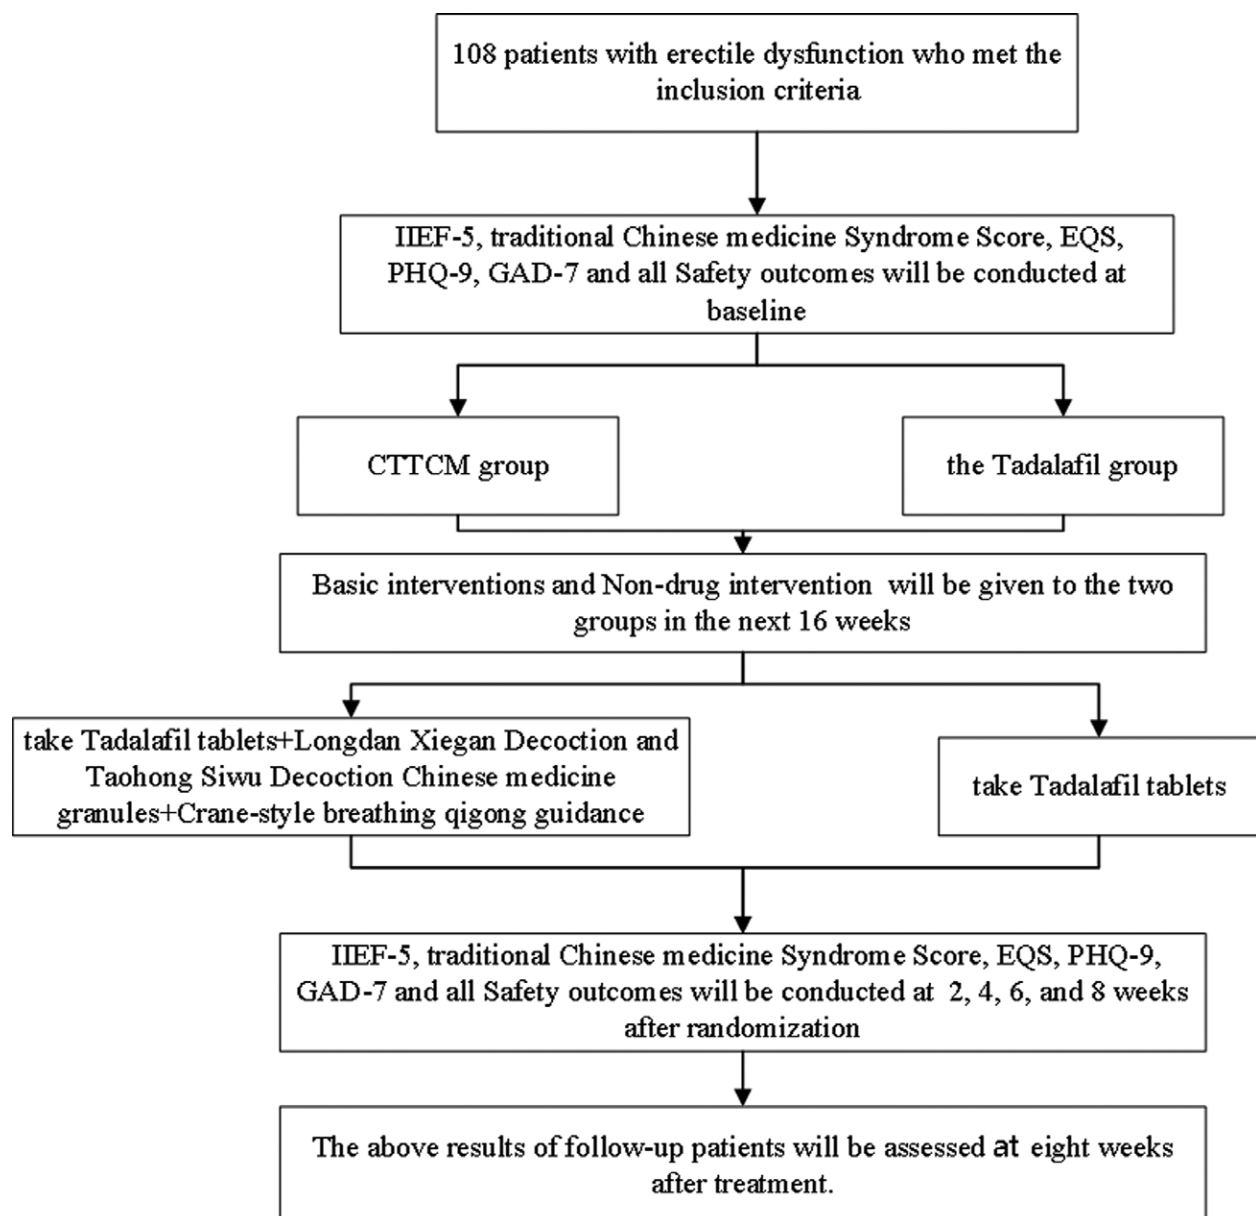 108 patients with erectile dysfunction who met the
inclusion criteria
IIEF-5, traditional Chinese medicine Syndrome Score, EQS,
PHQ-9, GAD-7 and all Safety outcomes will be conducted at
baseline
CTTCM group
the Tadalafil group
Basic interventions and Non-drug intervention will be given to the two
groups in the next 16 weeks
take Tadalafil tablets+Longdan Xiegan Decoction and
Taohong Siwu Decoction Chinese medicine
granules+Crane-style breathing qigong guidance
take Tadalafil tablets
IIEF-5, traditional Chinese medicine Syndrome Score, EQS, PHQ-9,
GAD-7 and all Safety outcomes will be conducted at 2, 4, 6, and 8 weeks
after randomization
The above results of follow-up patients will be assessed at eight weeks
after treatment.